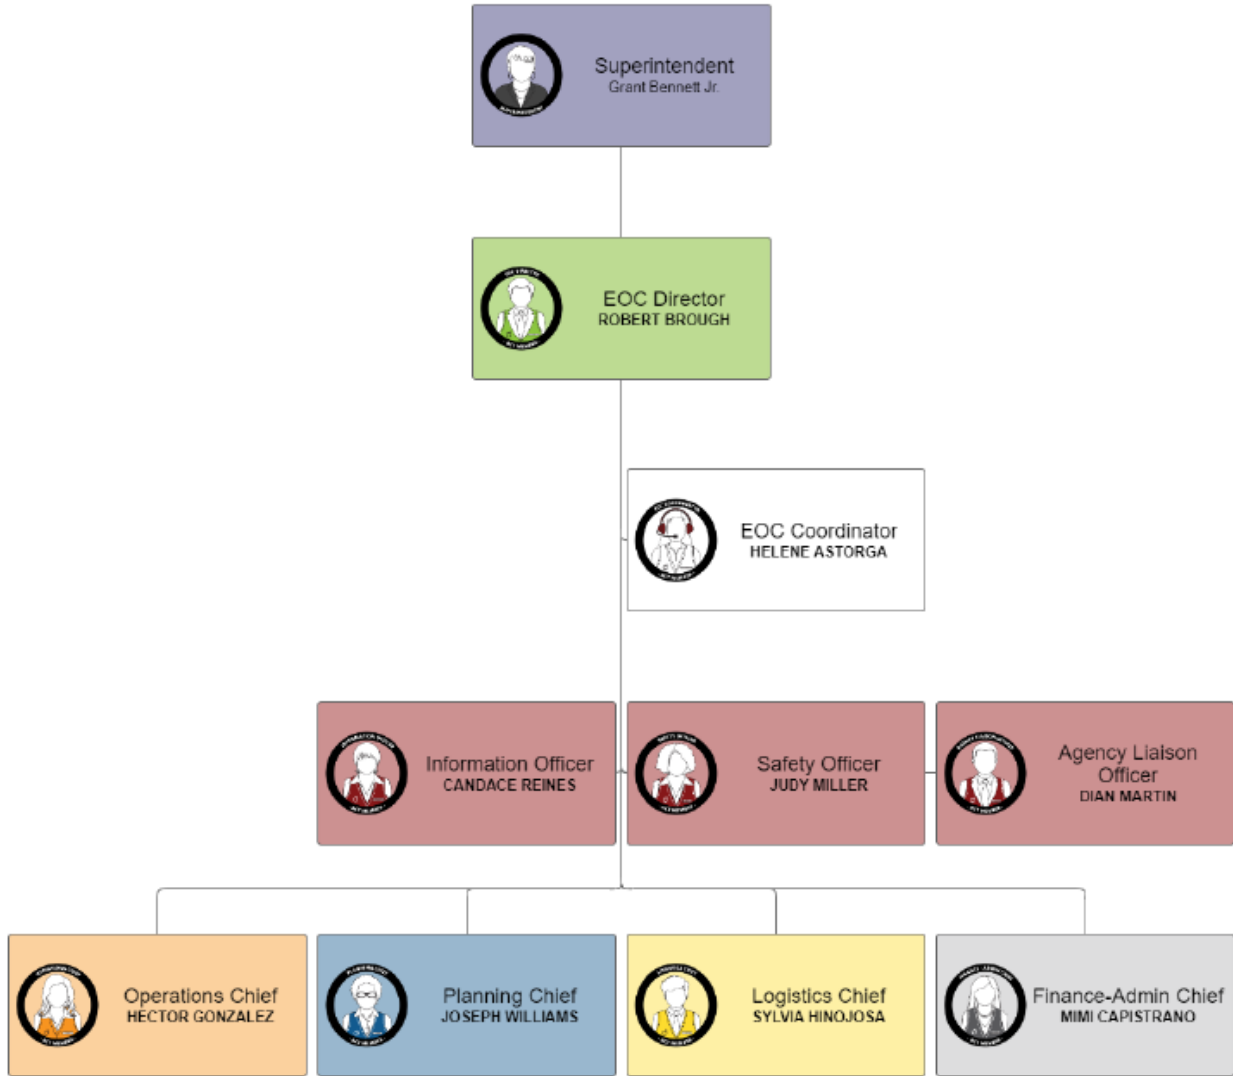 Superintendent
Grant Bennett Jr.
EOC Director
ROBERT BROUGH
EOC Coordinator
HELENE ASTORGA
Information Officer
CANDACE REINES
Safety Officer
JUDY MILLER
Agency Liaison
Officer
DIAN MARTIN
Operations Chief
HECTOR GONZALEZ
Planning Chief
JOSEPH WILLIAMS
Logistics Chief
SYLVIA HINOJOSA
Finance-Admin Chief
MIMI CAPISTRANO